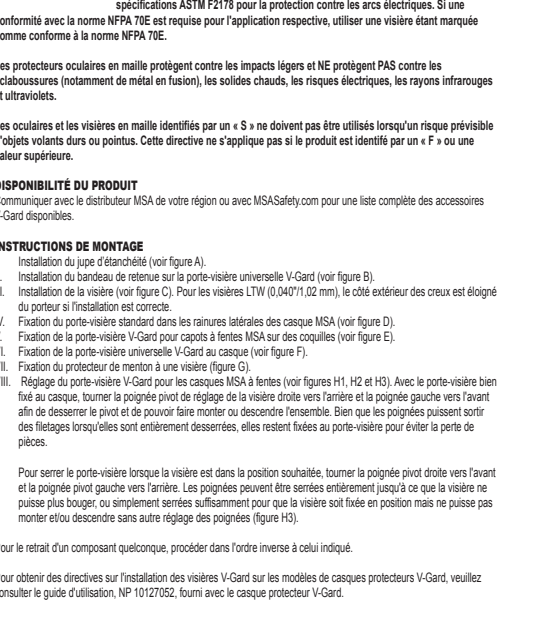 spécifications ASTM F2178 pour la protection contre les arcs électriques. Si une
onformité avec la norme NFPA 70E est requise pour l'application respective, utiliser une visière étant marquée
omme conforme à la norme NFPA 70E.
es protecteurs oculaires en maille protègent contre les impacts légers et NE protègent PAS contre les
claboussures (notamment de métal en fusion), les solides chauds, les risques électriques, les rayons infrarouges
t ultraviolets.
es oculaires et les visières en maille identifiés par un « S » ne doivent pas être utilisés lorsqu'un risque prévisible
'objets volants durs ou pointus. Cette directive ne s'applique pas si le produit est identifé par un « F » ou une
aleur supérieure.
DISPONIBILITÉ DU PRODUIT
ommuniquer avec le distributeur MSA de votre région ou avec MSASafety.com pour une liste complète des accessoires
V-Gard disponibles.
NSTRUCTIONS DE MONTAGE
Installation du jupe d'étanchéité (voir figure A).
I. Installation du bandeau de retenue sur la porte-visière universelle V-Gard (voir figure B).
II. Installation de la visière (voir figure C). Pour les visières LTW (0,040"/1,02 mm), le côté extérieur des creux est éloigné
du porteur si l'installation est correcte.
V. Fixation du porte-visière standard dans les rainures latérales des casque MSA (voir figure D).
V. Fixation de la porte-visière V-Gard pour capots à fentes MSA sur des coquilles (voir figure E).
VI. Fixation de la porte-visière universelle V-Gard au casque (voir figure F).
VII. Fixation du protecteur de menton à une visière (figure G).
VIII. Réglage du porte-visière V-Gard pour les casques MSA à fentes (voir figures H1, H2 et H3). Avec le porte-visière bien
fixé au casque, tourner la poignée pivot de réglage de la visière droite vers l'arrière et la poignée gauche vers l'avant
afin de desserrer le pivot et de pouvoir faire monter ou descendre l'ensemble. Bien que les poignées puissent sortir
des filetages lorsqu'elles sont entièrement desserrées, elles restent fixées au porte-visière pour éviter la perte de
pièces.
Pour serrer le porte-visière lorsque la visière est dans la position souhaitée, tourner la poignée pivot droite vers l'avant
et la poignée pivot gauche vers l'arrière. Les poignées peuvent être serrées entièrement jusqu'à ce que la visière ne
puisse plus bouger, ou simplement serrées suffisamment pour que la visière soit fixée en position mais ne puisse pas
monter et/ou descendre sans autre réglage des poignées (figure H3).
our le retrait d'un composant quelconque, procéder dans l'ordre inverse à celui indiqué.
our obtenir des directives sur l'installation des visières V-Gard sur les modèles de casques protecteurs V-Gard, veuillez
onsulter le guide d'utilisation, NP 10127052, fourni avec le casque protecteur V-Gard.